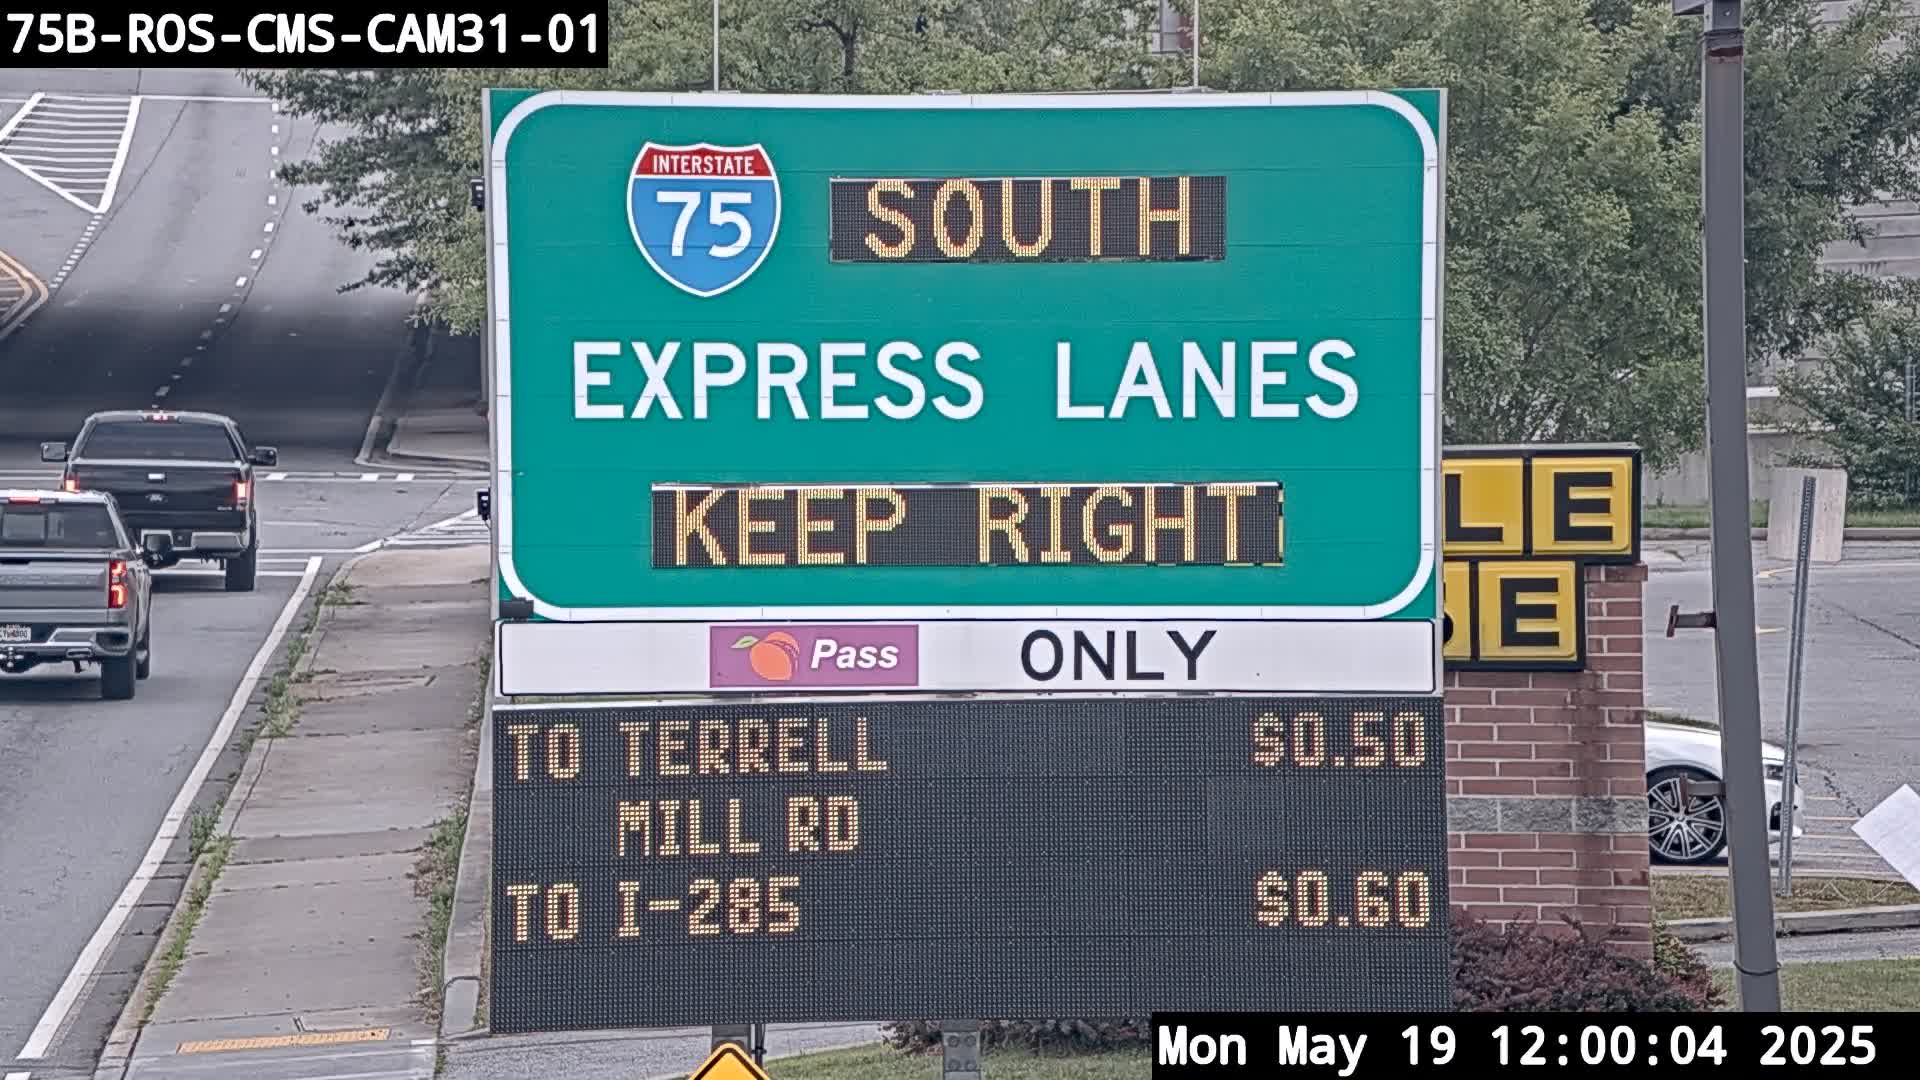 75B-ROS-CMS-CAM31-01
INTERSTATE
75
SOUTH
EXPRESS LANES
KEEP RIGHT
LE
E
Pass ONLY
TO TERRELL $0.50
MILL RD
TO I-285 $0.60
Mon May 19 12:00:04 2025